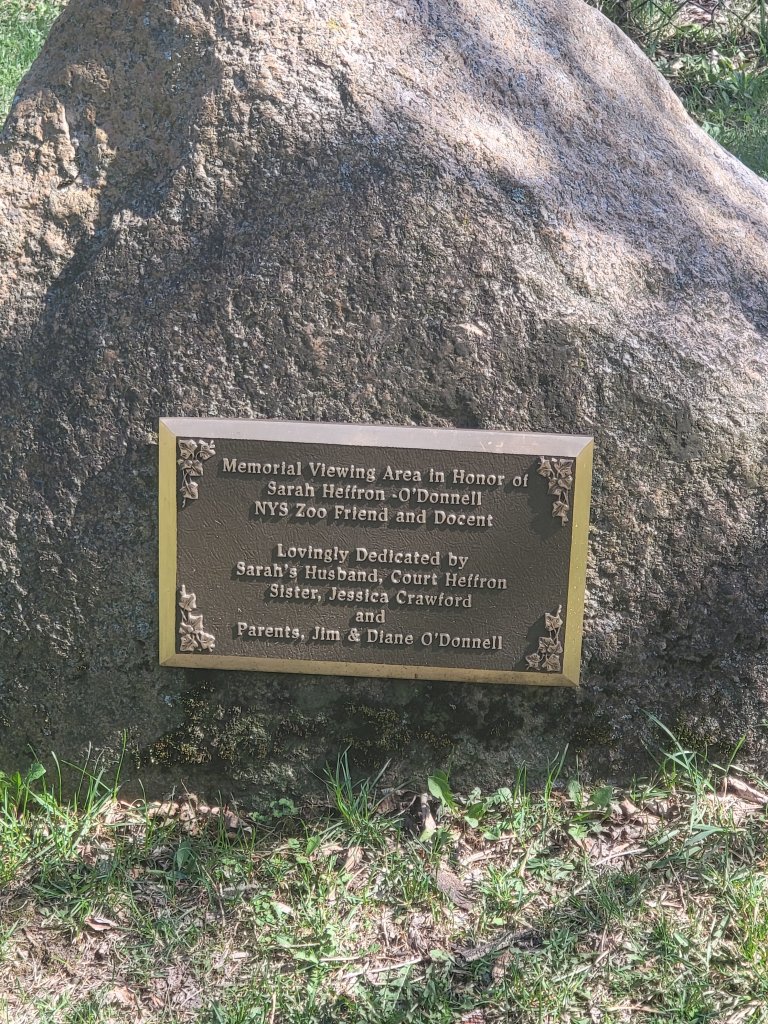 Memorial Viewing Area in Honor of
Sarah Heffron -O'Donnell
NYS Zoo Friend and Docent
Lovingly Dedicated by
Sarah's Husband, Court Heffron
Sister, Jessica Crawford
and
Parents, Jim & Diane O'Donnell